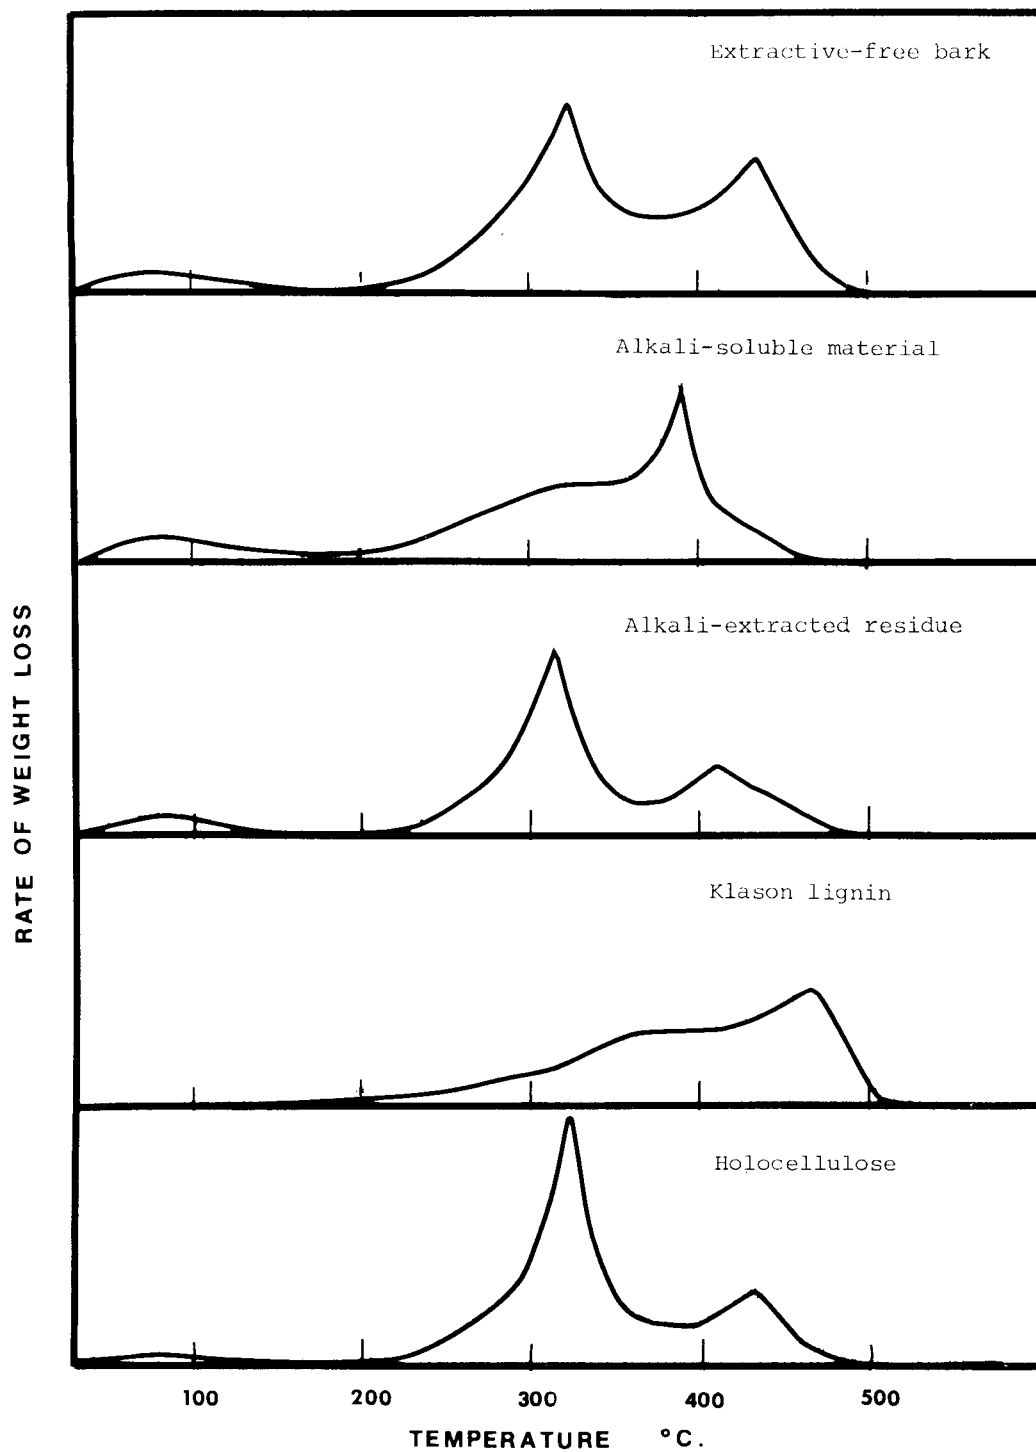 Extractive-free bark
Alkali-soluble material
Alkali-extracted residue
Klason lignin
Holocellulose
RATE OF WEIGHT LOSS
100 200 300 400 500
TEMPERATURE °C.